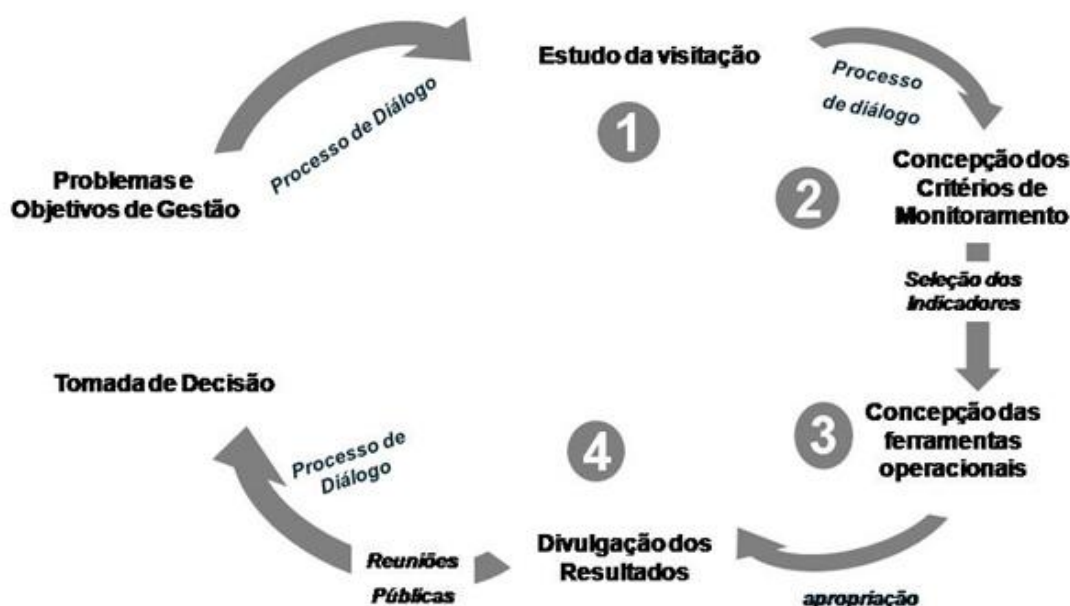 Estudo da visitação
Processo
de diálogo
Processo de Diálogo
1
Problemas e
Objetivos de Gestão
2
Concepção dos
Critérios de
Monitoramento
Seleção dos
Indicadores
Tomada de Decisão
3
Concepção das
ferramentas
operacionais
Processo de
Diálogo
4
Divulgação dos
Resultados
Reuniões
Públicas
apropriação